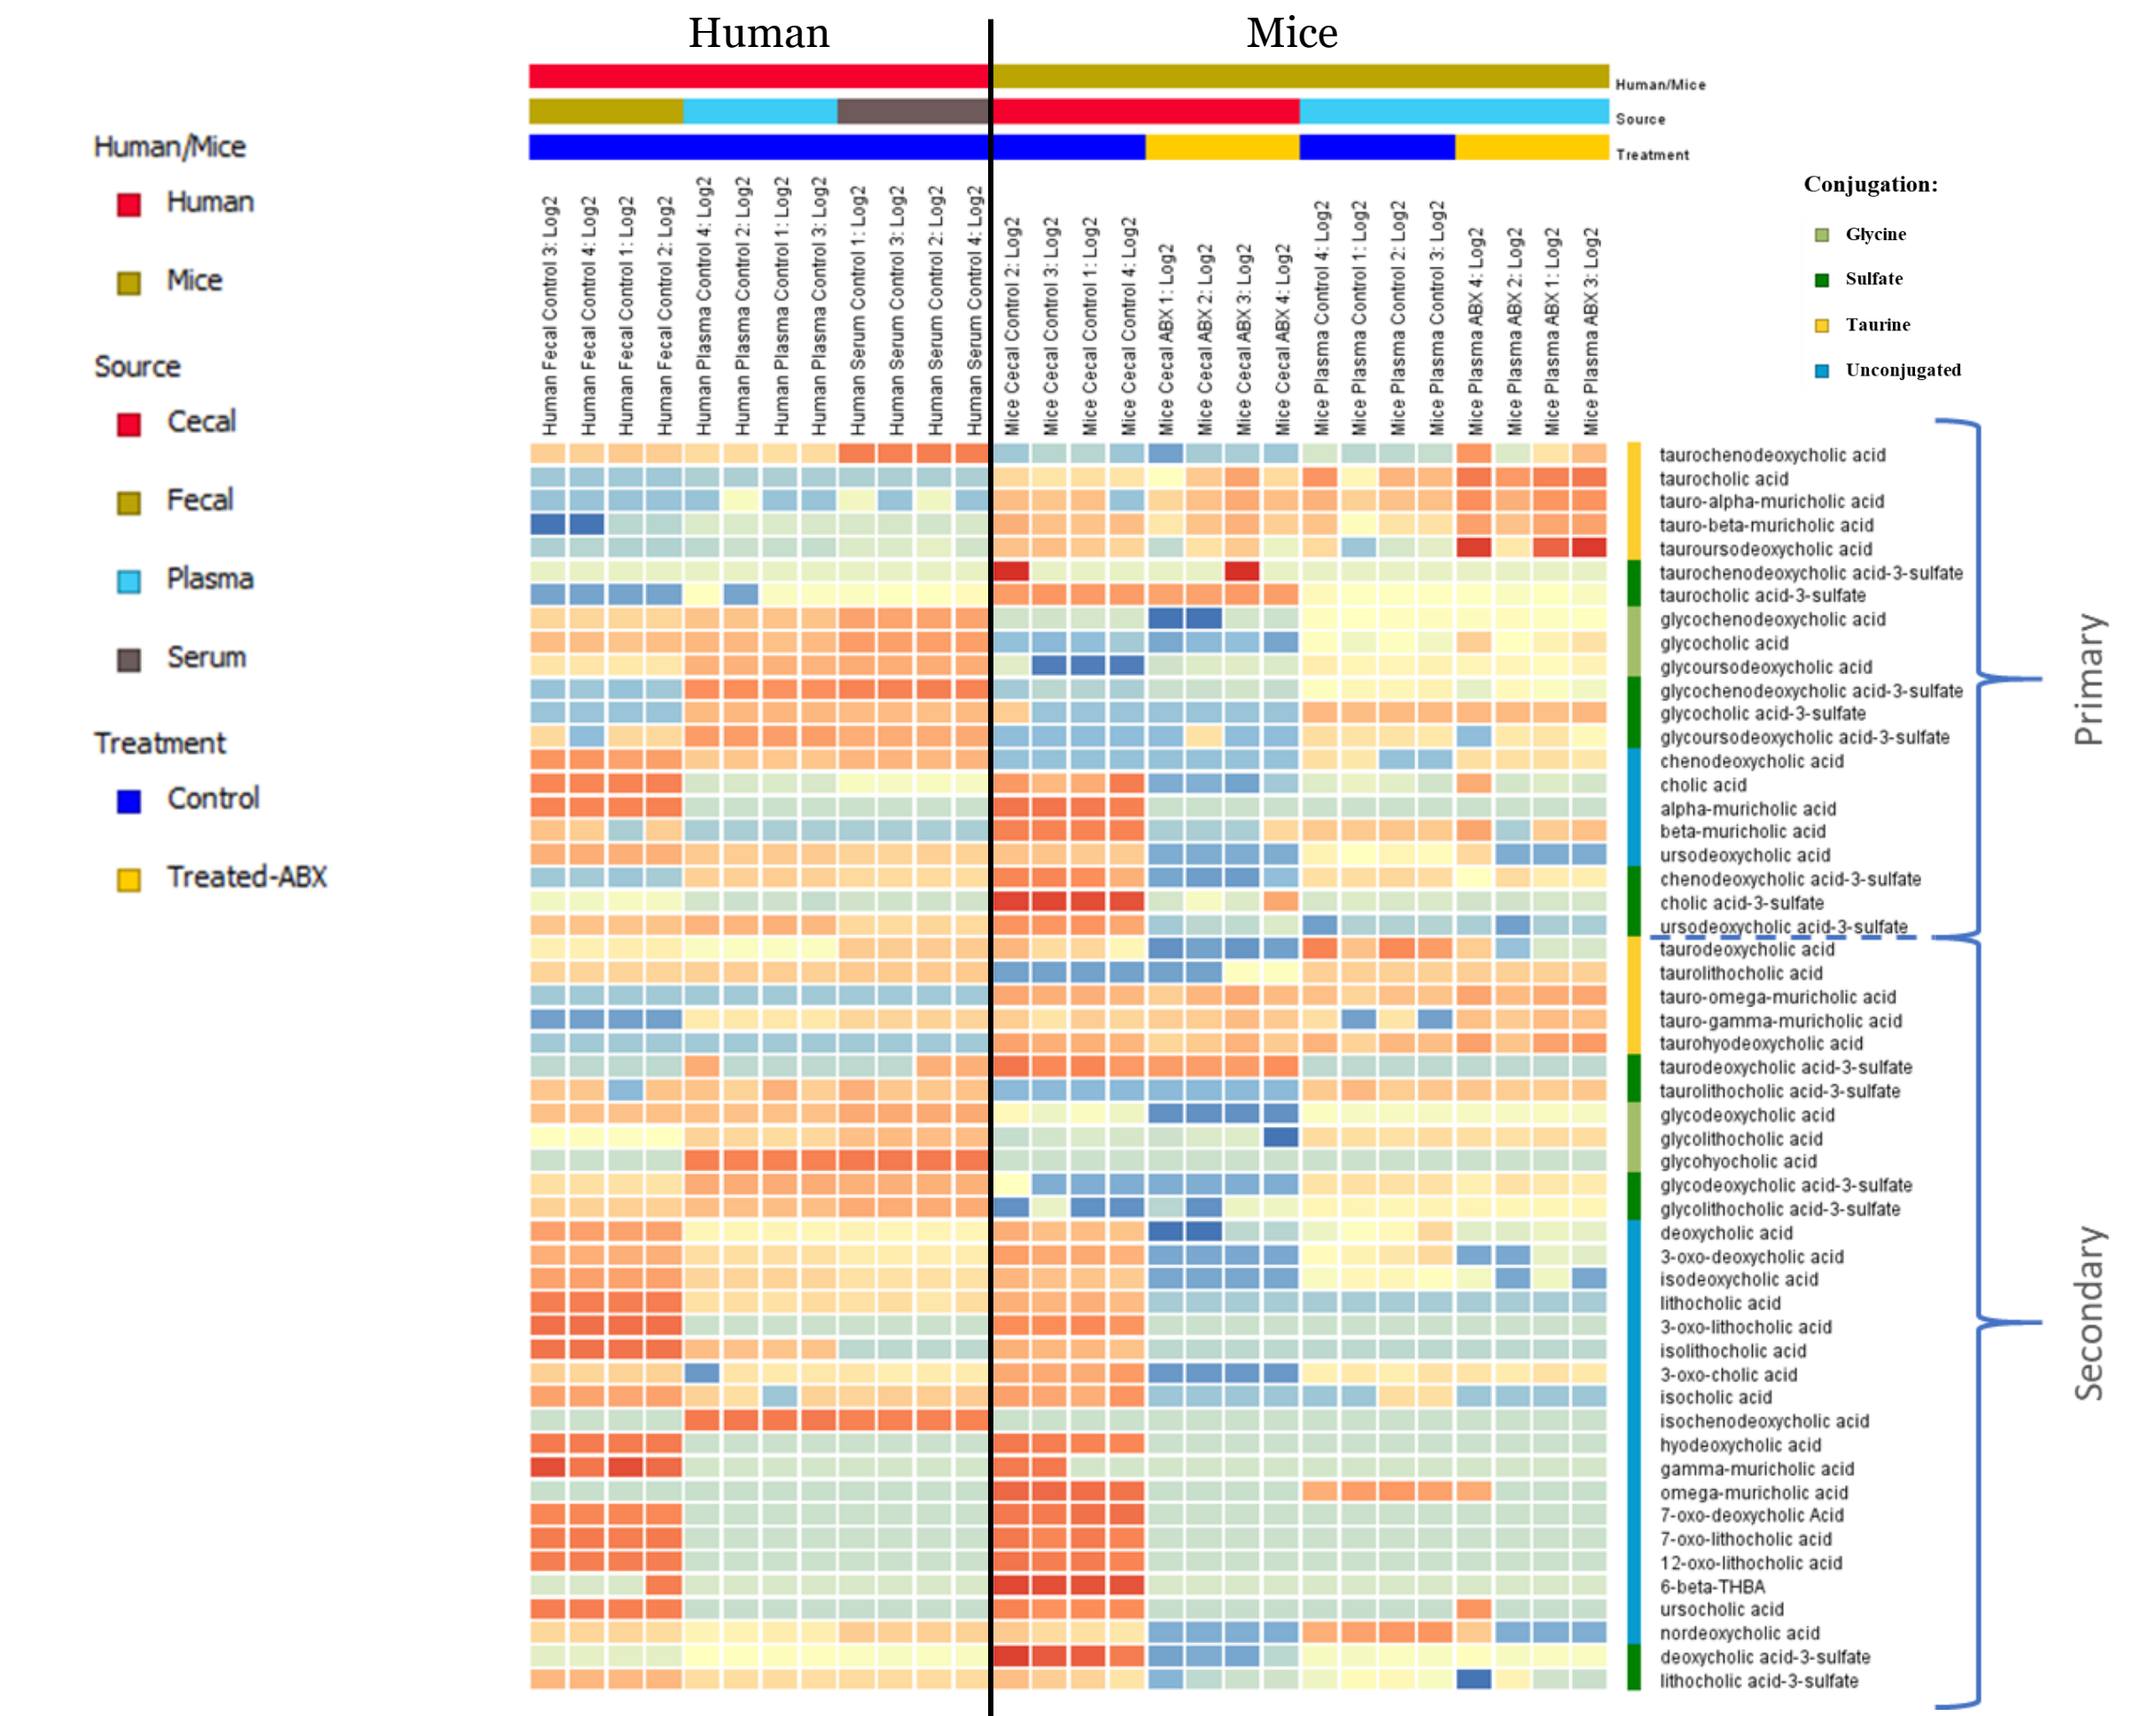 Human
Mice
Human/Mice
Source
Treatment
Human/Mice
Human
Mice
Source
Cecal
Fecal
Plasma
Serum
Treatment
Control
Treated-ABX
Human Fecal Control 3: Log2
Human Fecal Control 4: Log2
Human Fecal Control 1: Log2
Human Fecal Control 2: Log2
Human Plasma Control 4: Log2
Human Plasma Control 2: Log2
Human Plasma Control 1: Log2
Human Plasma Control 3: Log2
Human Serum Control 1: Log2
Human Serum Control 3: Log2
Human Serum Control 2: Log2
Human Serum Control 4: Log2
Mice Cecal Control 2: Log2
Mice Cecal Control 3: Log2
Mice Cecal Control 1: Log2
Mice Cecal Control 4: Log2
Mice Cecal ABX 1: Log2
Mice Cecal ABX 2: Log2
Mice Cecal ABX 3: Log2
Mice Cecal ABX 4: Log2
Mice Plasma Control 4: Log2
Mice Plasma Control 1: Log2
Mice Plasma Control 2: Log2
Mice Plasma Control 3: Log2
Mice Plasma ABX 4: Log2
Mice Plasma ABX 2: Log2
Mice Plasma ABX 1: Log2
Mice Plasma ABX 3: Log2
Conjugation:
Glycine
Sulfate
Taurine
Unconjugated
taurochenodeoxycholic acid
taurocholic acid
tauro-alpha-muricholic acid
tauro-beta-muricholic acid
tauroursodeoxycholic acid
taurochenodeoxycholic acid-3-sulfate
taurocholic acid-3-sulfate
glycochenodeoxycholic acid
glycocholic acid
glycoursodeoxycholic acid
glycochenodeoxycholic acid-3-sulfate
glycocholic acid-3-sulfate
glycoursodeoxycholic acid-3-sulfate
chenodeoxycholic acid
cholic acid
alpha-muricholic acid
beta-muricholic acid
ursodeoxycholic acid
chenodeoxycholic acid-3-sulfate
cholic acid-3-sulfate
ursodeoxycholic acid-3-sulfate
taurodeoxycholic acid
taurolithocholic acid
tauro-omega-muricholic acid
tauro-gamma-muricholic acid
taurohyodeoxycholic acid
taurodeoxycholic acid-3-sulfate
taurolithocholic acid-3-sulfate
glycodeoxycholic acid
glycolithocholic acid
glycohyocholic acid
glycodeoxycholic acid-3-sulfate
glycolithocholic acid-3-sulfate
deoxycholic acid
3-oxo-deoxycholic acid
isodeoxycholic acid
lithocholic acid
3-oxo-lithocholic acid
isolithocholic acid
3-oxo-cholic acid
isocholic acid
isochenodeoxycholic acid
hyodeoxycholic acid
gamma-muricholic acid
omega-muricholic acid
7-oxo-deoxycholic Acid
7-oxo-lithocholic acid
12-oxo-lithocholic acid
6-beta-THBA
ursocholic acid
nordeoxycholic acid
deoxycholic acid-3-sulfate
lithocholic acid-3-sulfate
Primary
Secondary